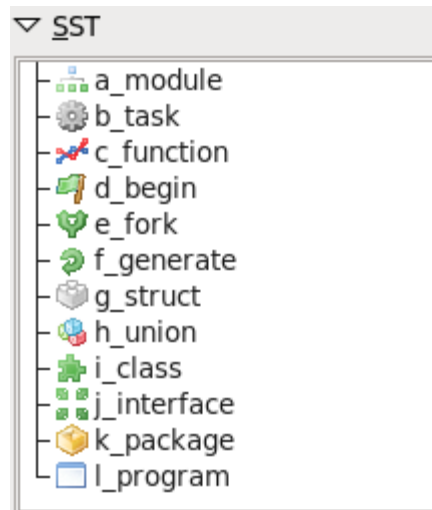 SST
a_module
b_task
c_function
d_begin
e_fork
f_generate
g_struct
h_union
i_class
j_interface
k_package
l_program